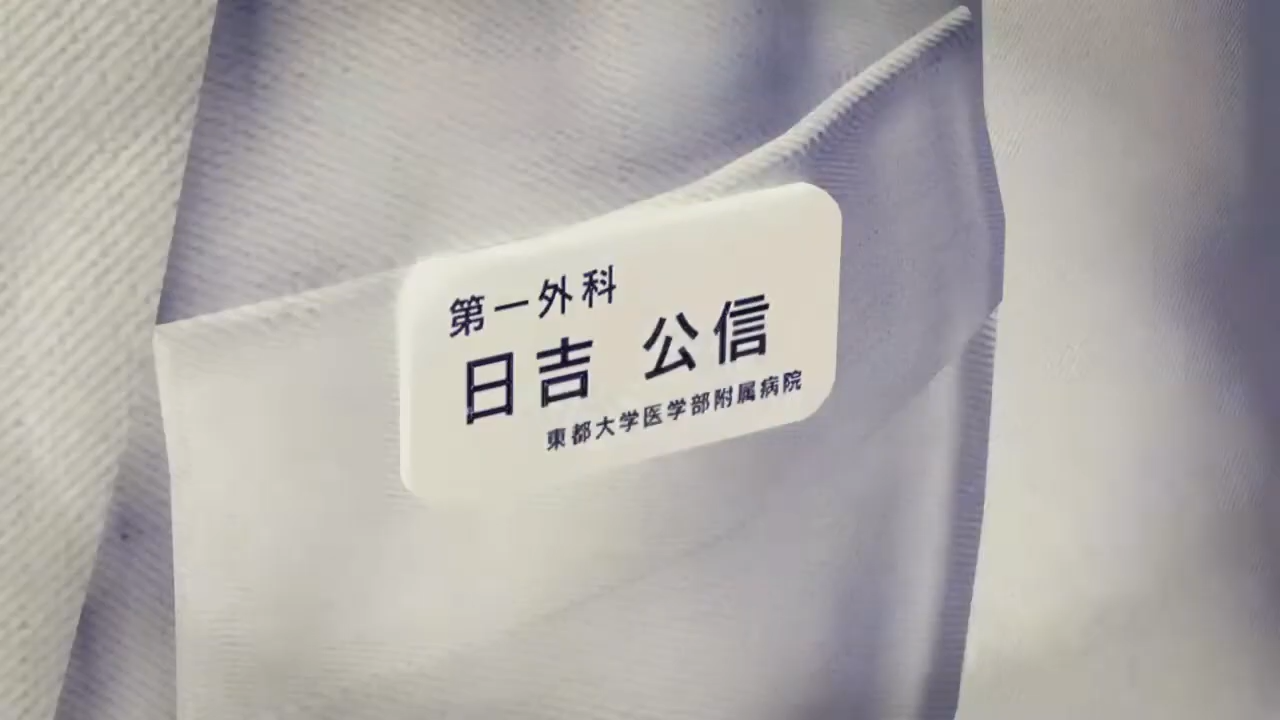 第一外科
日吉 公信
東都大学医学部附属病院